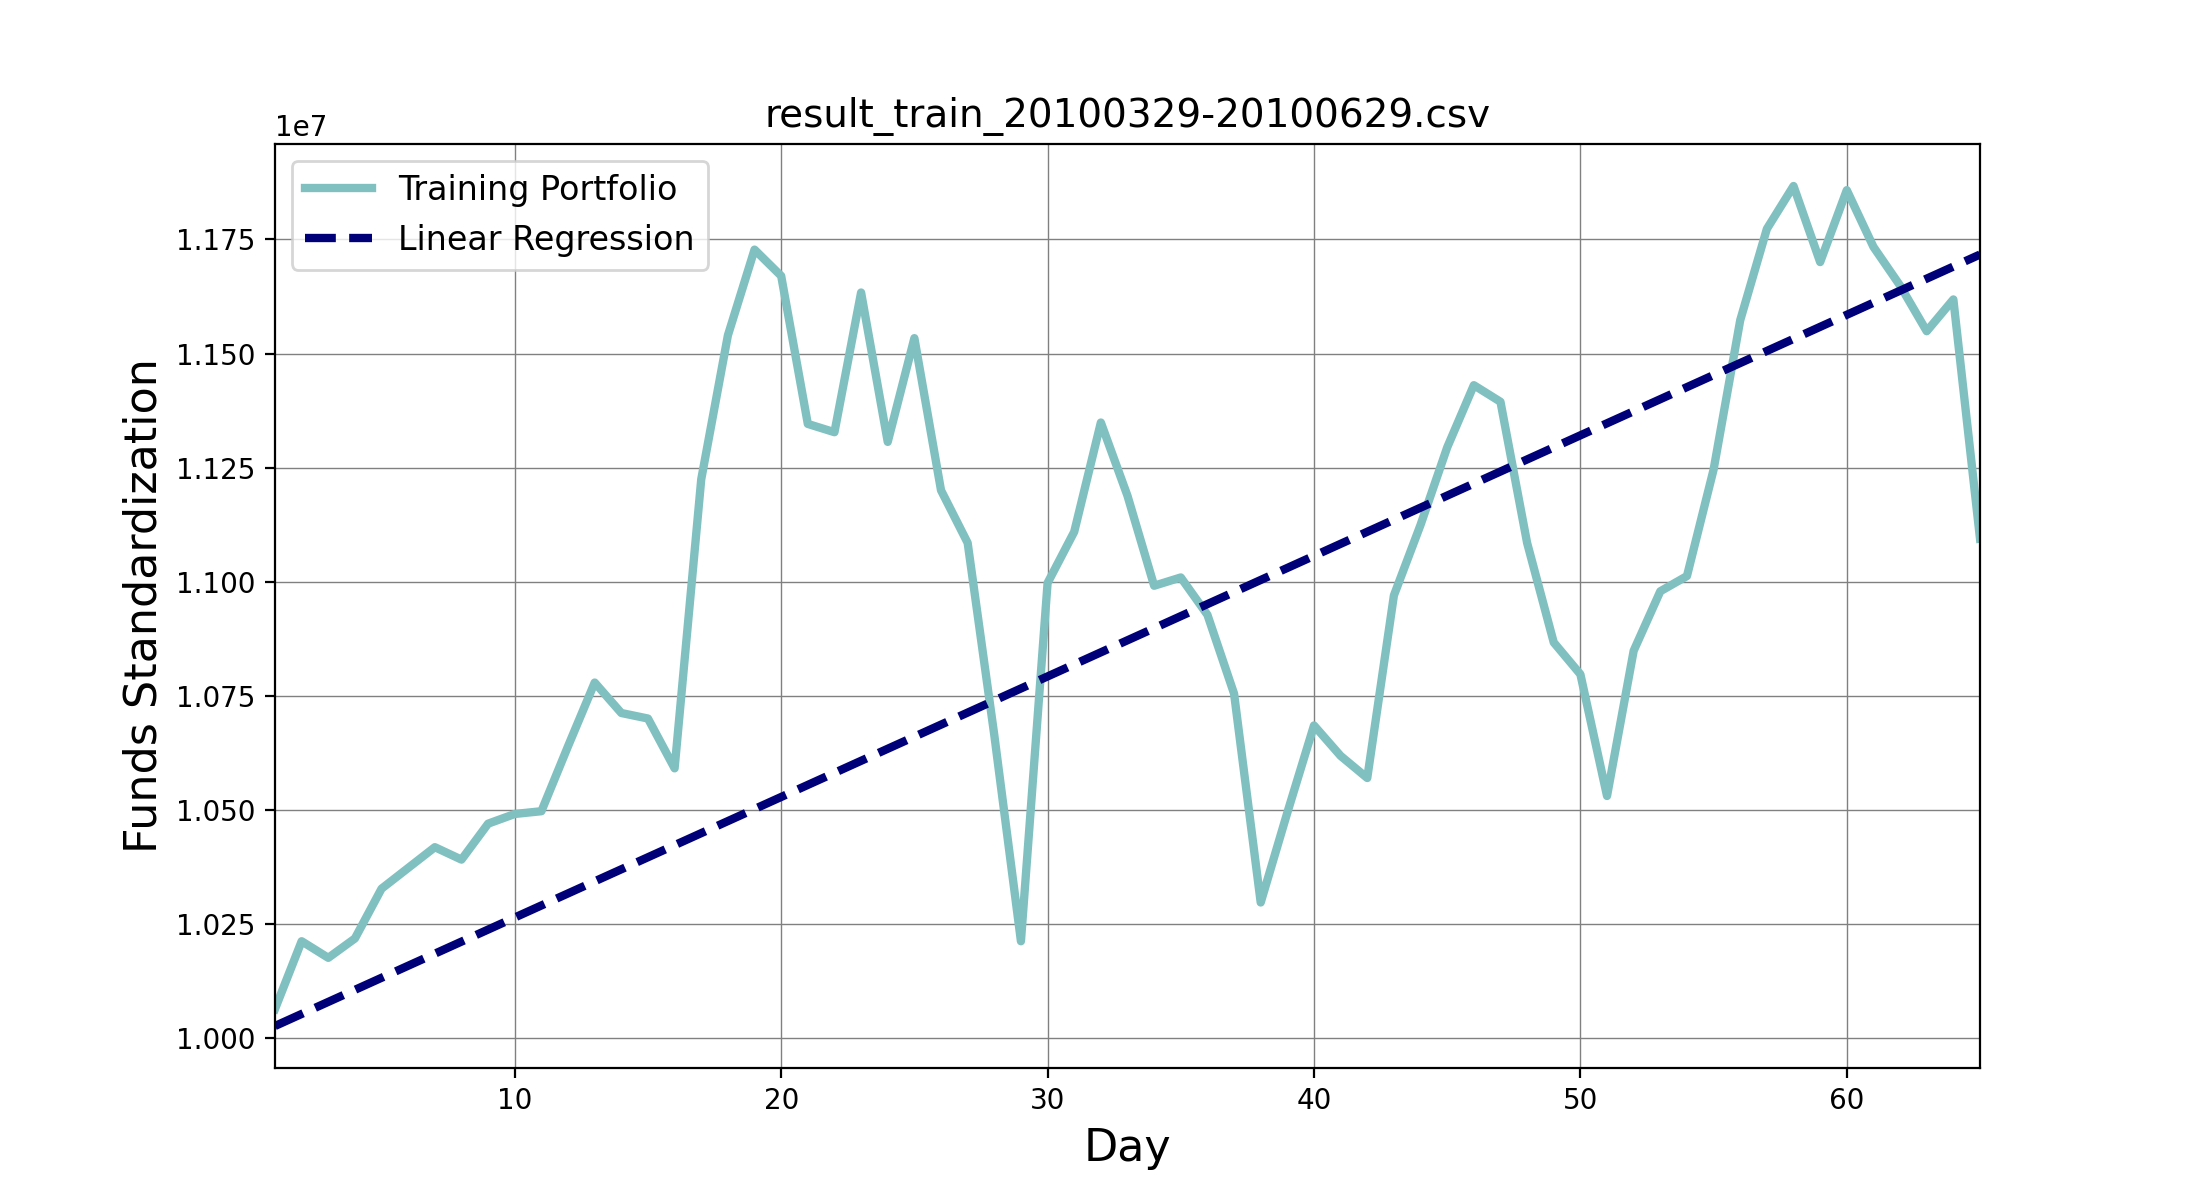 result_train_20100329-20100629.csv
1e7
Training Portfolio
Linear Regression
1.175
1.150
1.125
1.100
1.075
1.050
1.025
1.000
Funds Standardization
10 20 30 40 50 60
Day